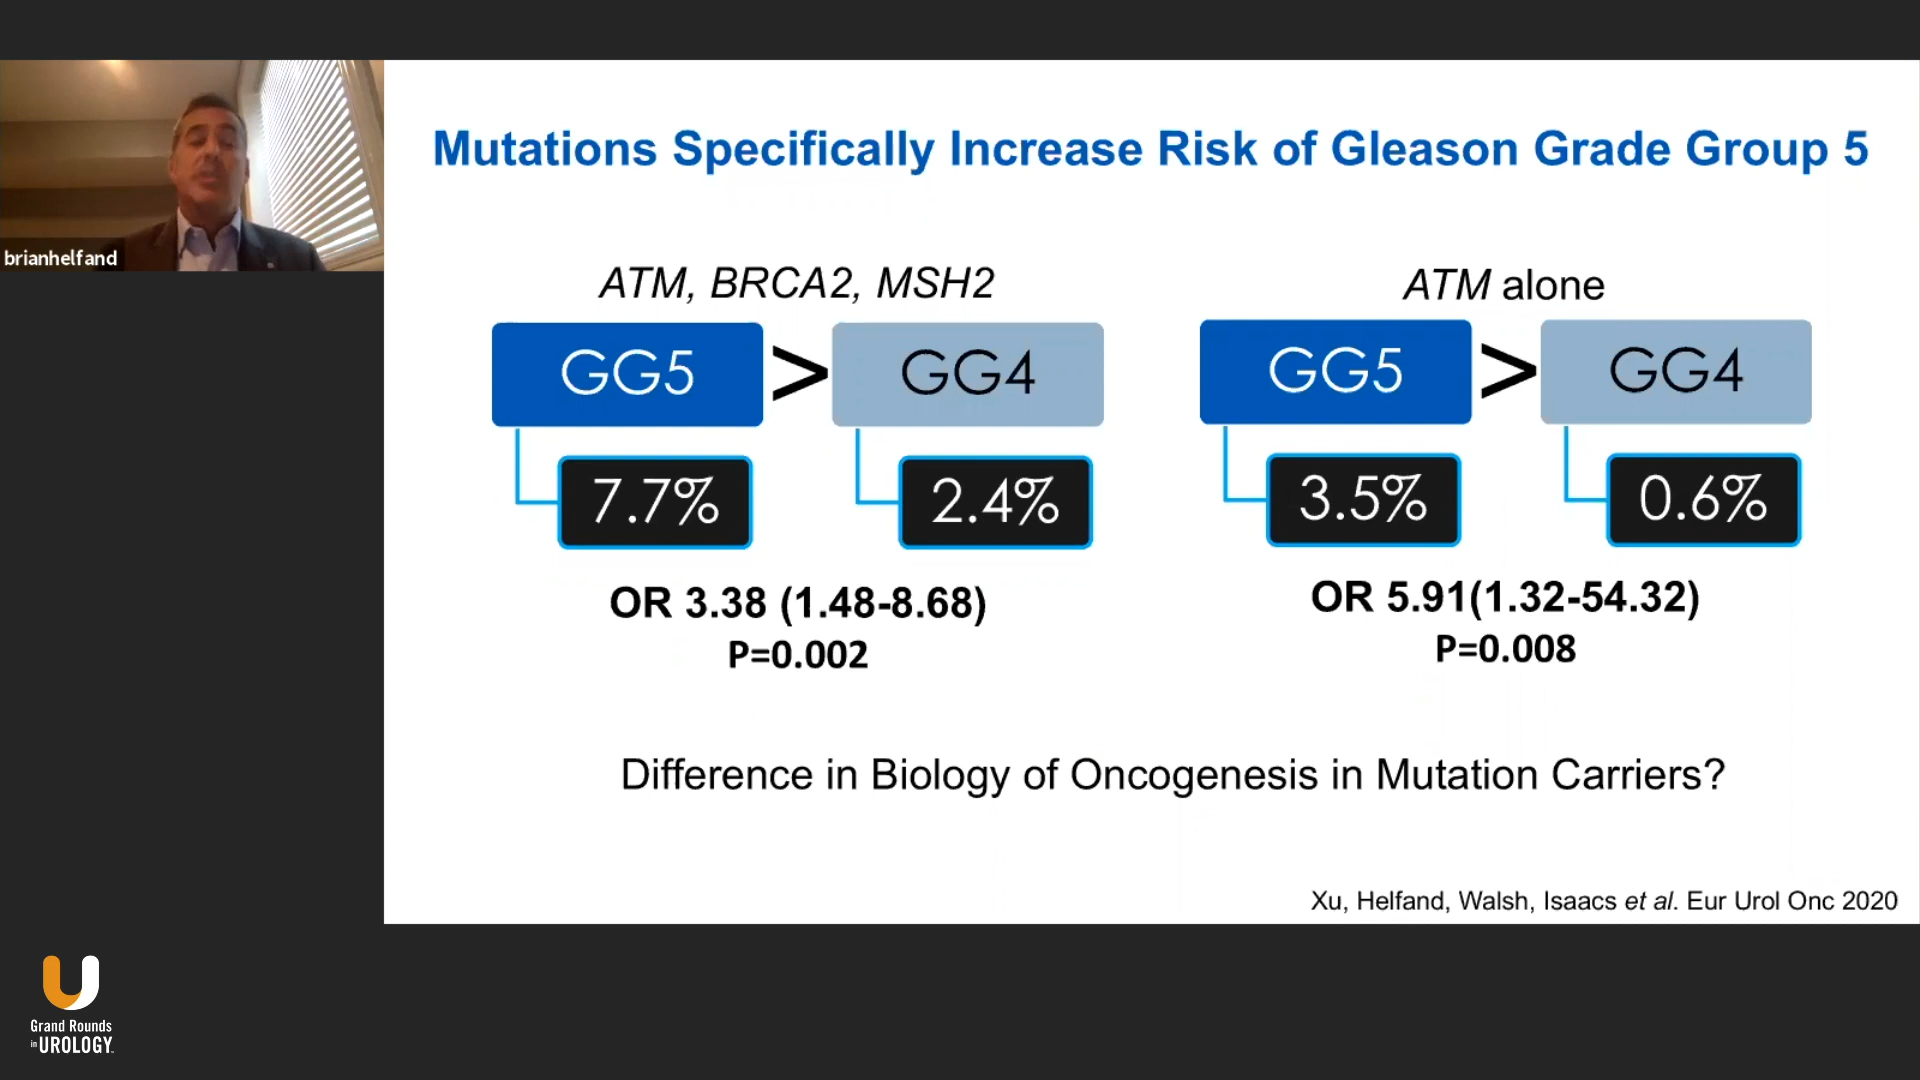 brianhelfand
Mutations Specifically Increase Risk of Gleason Grade Group 5
ATM, BRCA2, MSH2
GG5 > GG4
7.7% 2.4%
OR 3.38 (1.48-8.68)
P=0.002
ATM alone
GG5 > GG4
3.5% 0.6%
OR 5.91(1.32-54.32)
P=0.008
Difference in Biology of Oncogenesis in Mutation Carriers?
Xu, Helfand, Walsh, Isaacs et al. Eur Urol Onc 2020
U
Grand Rounds
in UROLOGY